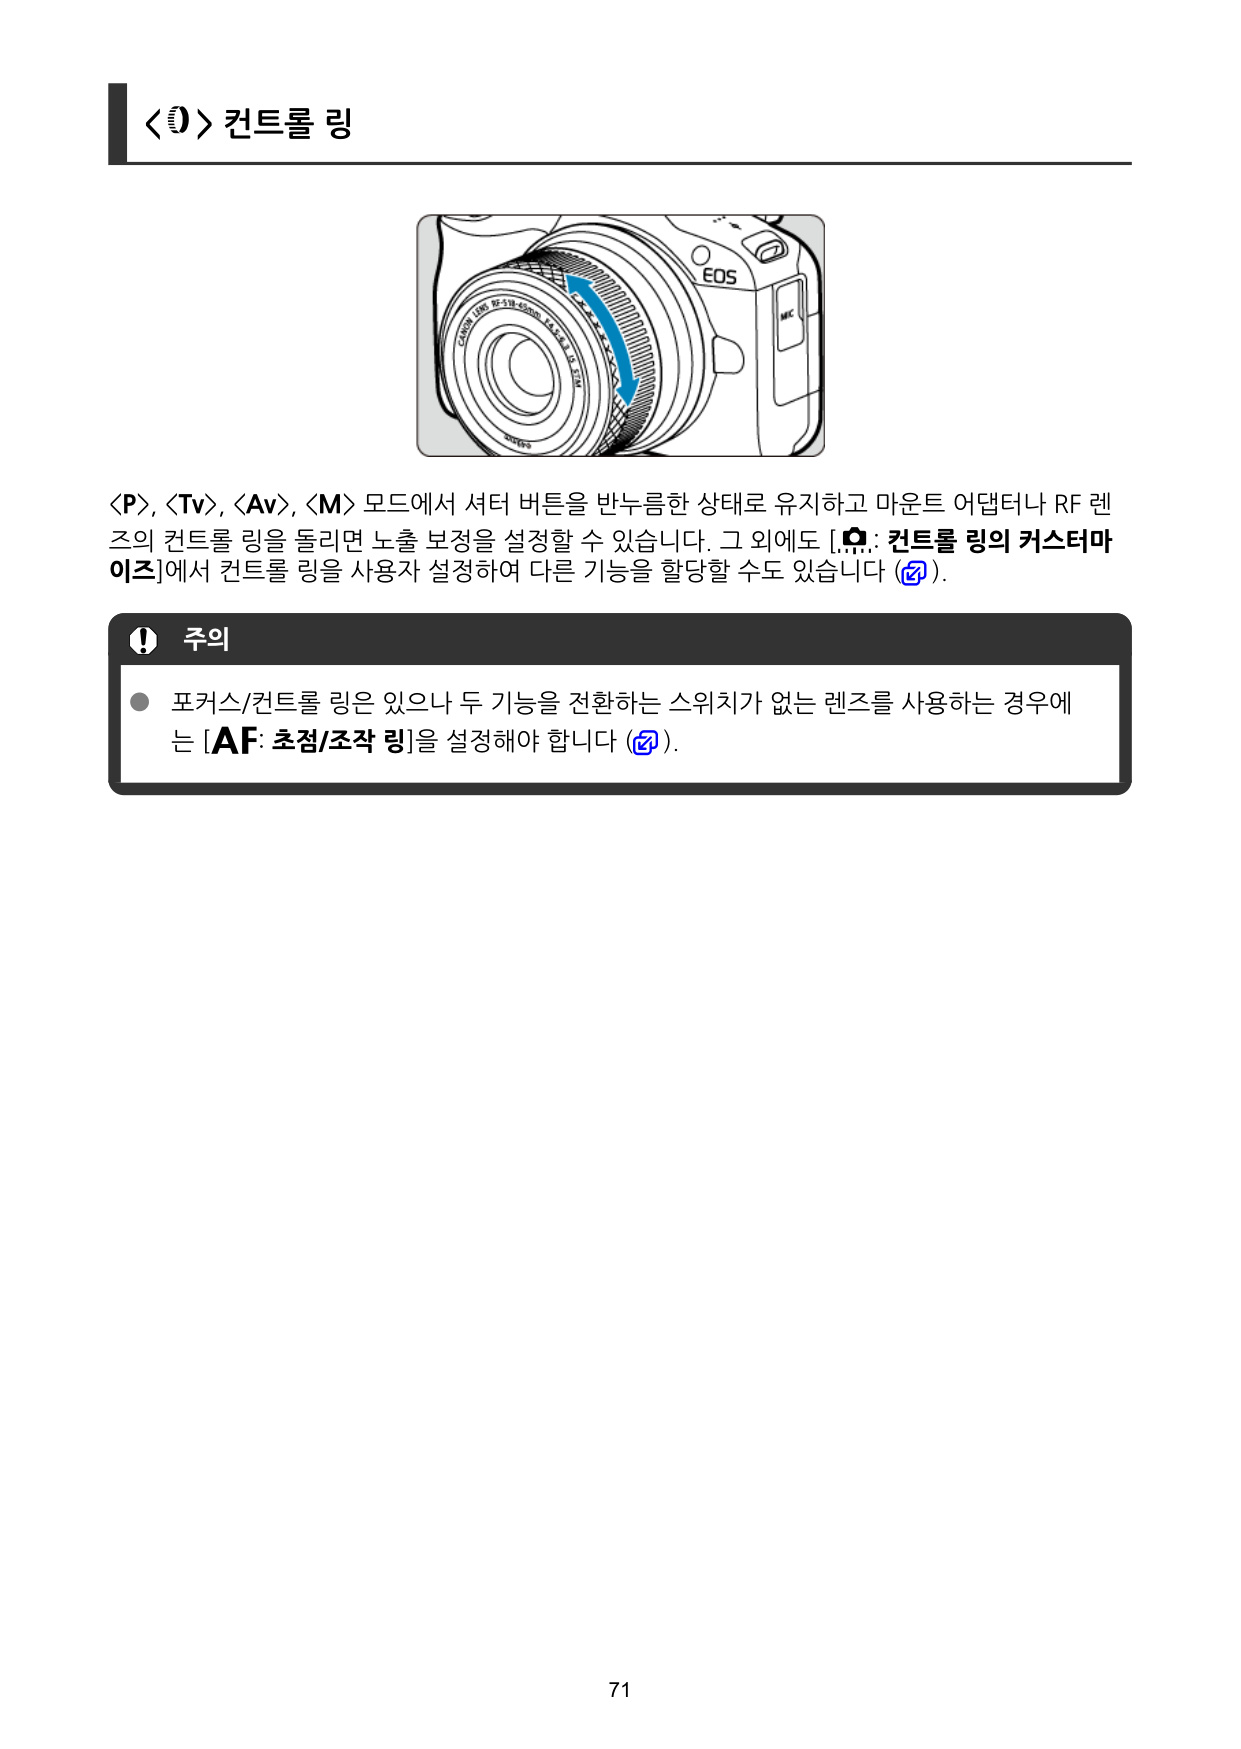 < > 컨트롤 링
EOS
MIC
CANON LENS RF-S18-45mm F4.5-6.3 IS STM
<P>, <Tv>, <Av>, <M> 모드에서 셔터 버튼을 반누름한 상태로 유지하고 마운트 어댑터나 RF 렌
즈의 컨트롤 링을 돌리면 노출 보정을 설정할 수 있습니다. 그 외에도 [ : 컨트롤 링의 커스터마
이즈]에서 컨트롤 링을 사용자 설정하여 다른 기능을 할당할 수도 있습니다 ( ).
주의
● 포커스/컨트롤 링은 있으나 두 기능을 전환하는 스위치가 없는 렌즈를 사용하는 경우에
는 [AF: 초점/조작 링]을 설정해야 합니다 ( ).
71